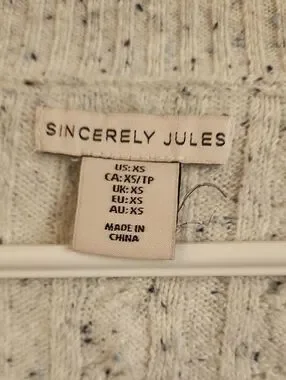 SINCERELY JULES
US: XS
CA: XS/TP
UK: XS
EU: XS
AU: XS
MADE IN
CHINA